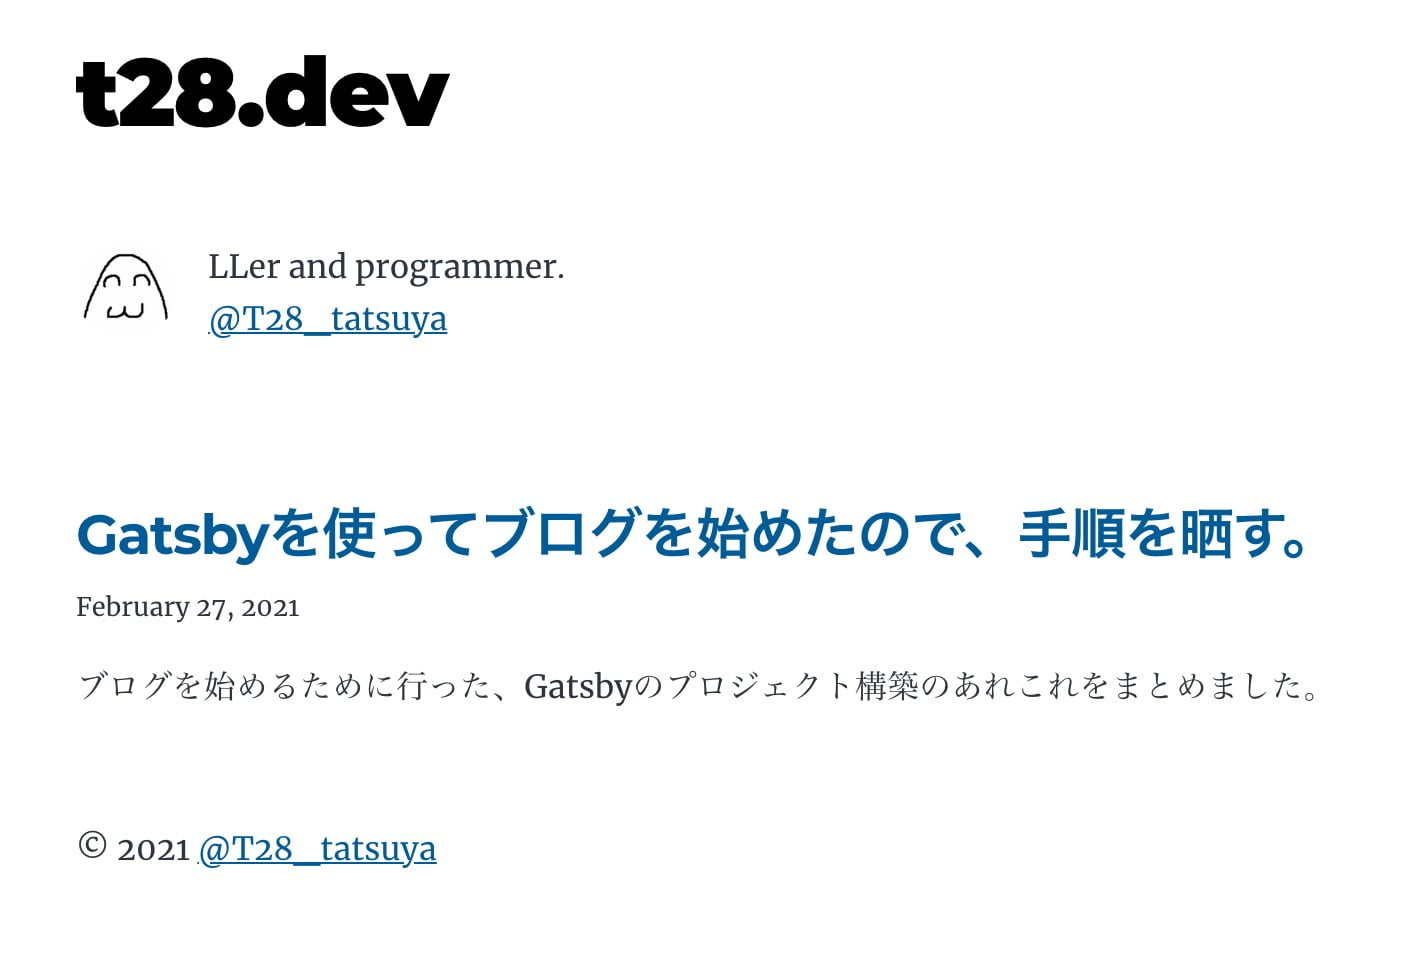 t28.dev
LLer and programmer.
@T28_tatsuya
Gatsbyを使ってブログを始めたので、手順を晒す。
February 27, 2021
ブログを始めるために行った、Gatsbyのプロジェクト構築のあれこれをまとめました。
© 2021 @T28_tatsuya